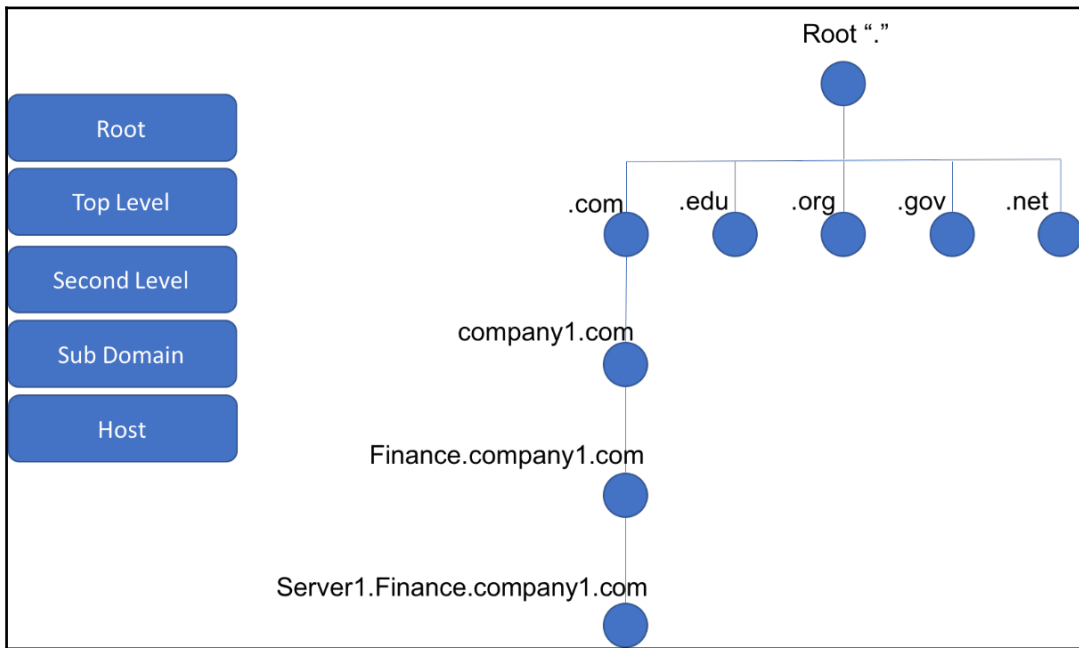 Root “.”
Root
Top Level
.com
.edu
.org
.gov
.net
Second Level
company1.com
Sub Domain
Finance.company1.com
Host
Server1.Finance.company1.com